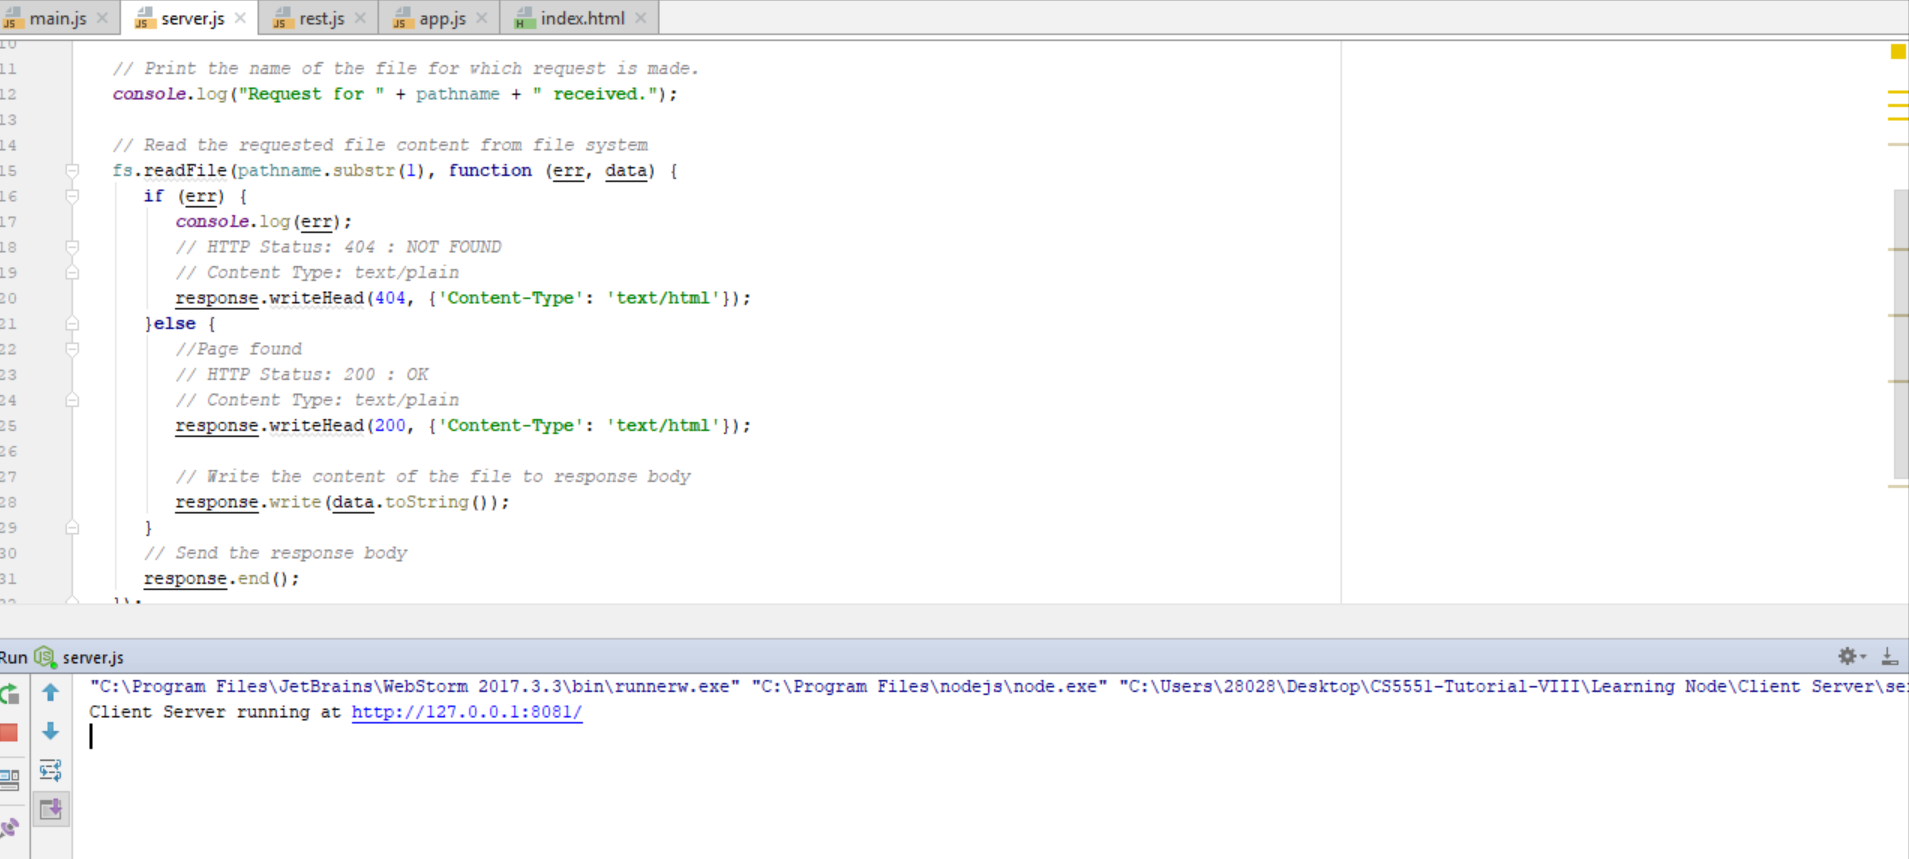 main.js server.js rest.js app.js index.html
10
11 // Print the name of the file for which request is made.
12 console.log("Request for " + pathname + " received.");
13
14 // Read the requested file content from file system
15 fs.readFile(pathname.substr(1), function (err, data) {
16 if (err) {
17 console.log(err);
18 // HTTP Status: 404 : NOT FOUND
19 // Content Type: text/plain
20 response.writeHead(404, {'Content-Type': 'text/html'});
21 }else {
22 //Page found
23 // HTTP Status: 200 : OK
24 // Content Type: text/plain
25 response.writeHead(200, {'Content-Type': 'text/html'});
26
27 // Write the content of the file to response body
28 response.write(data.toString());
29 }
30 // Send the response body
31 response.end();
32 });
Run server.js
"C:\Program Files\JetBrains\WebStorm 2017.3.3\bin\runnerw.exe" "C:\Program Files\nodejs\node.exe" "C:\Users\28028\Desktop\CS5551-Tutorial-VIII\Learning Node\Client Server\se
Client Server running at http://127.0.0.1:8081/